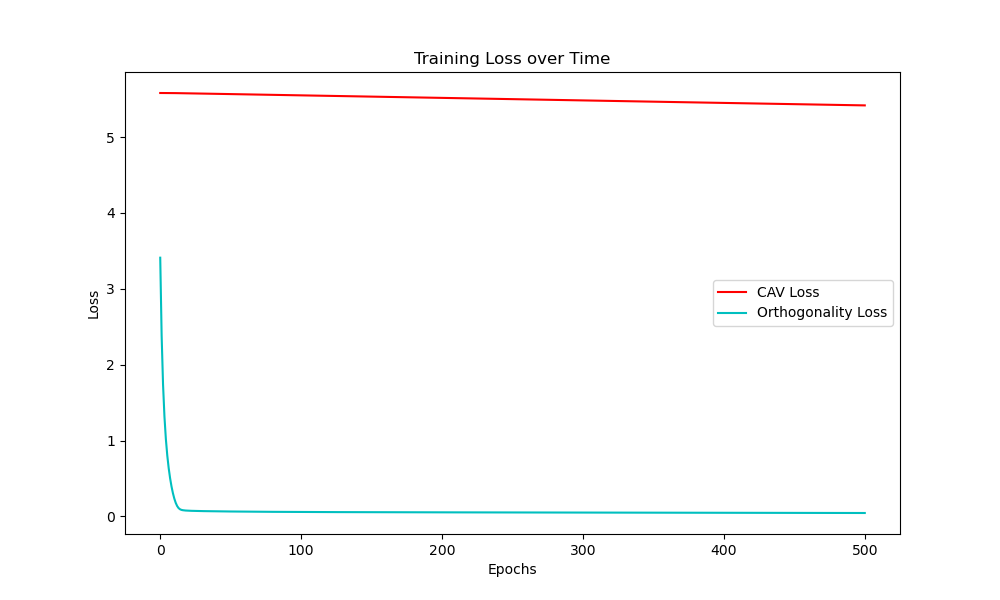 Training Loss over Time
Loss
5
4
3
2
1
0
CAV Loss
Orthogonality Loss
0 100 200 300 400 500
Epochs